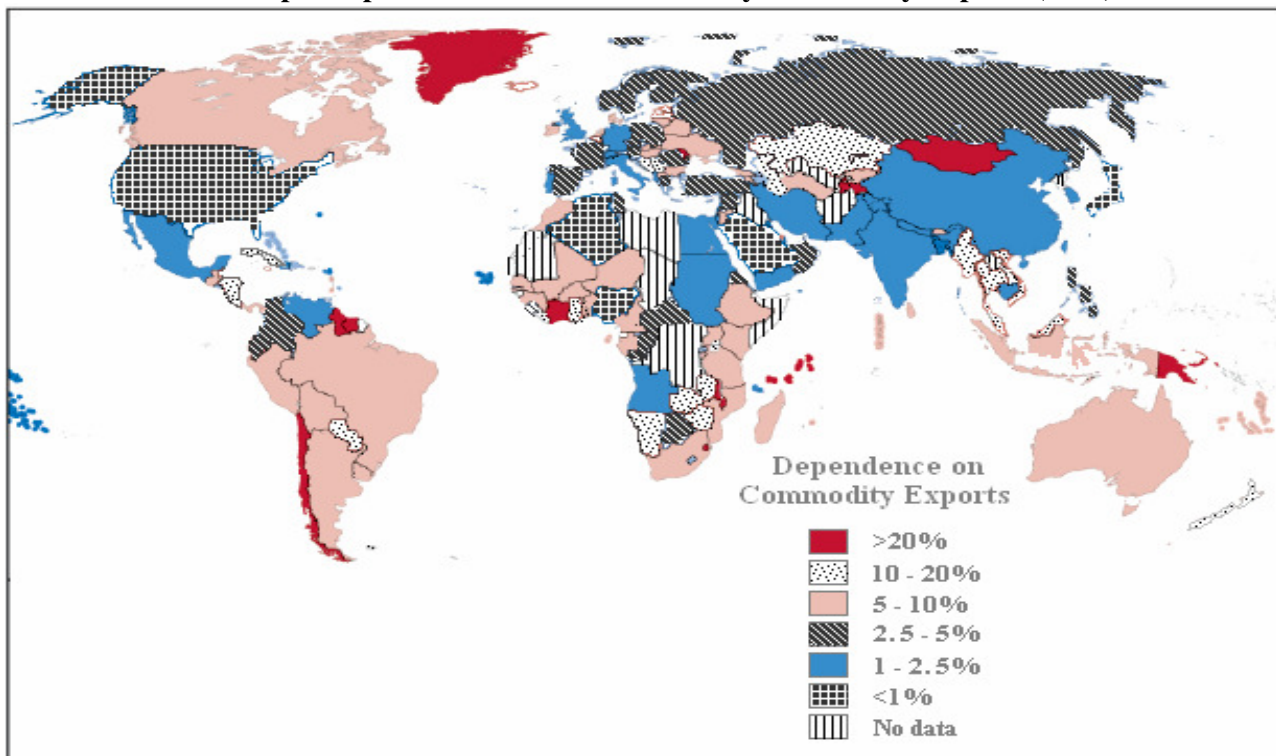 Dependence on
Commodity Exports
>20%
10 - 20%
5 - 10%
2.5 - 5%
1 - 2.5%
<1%
No data